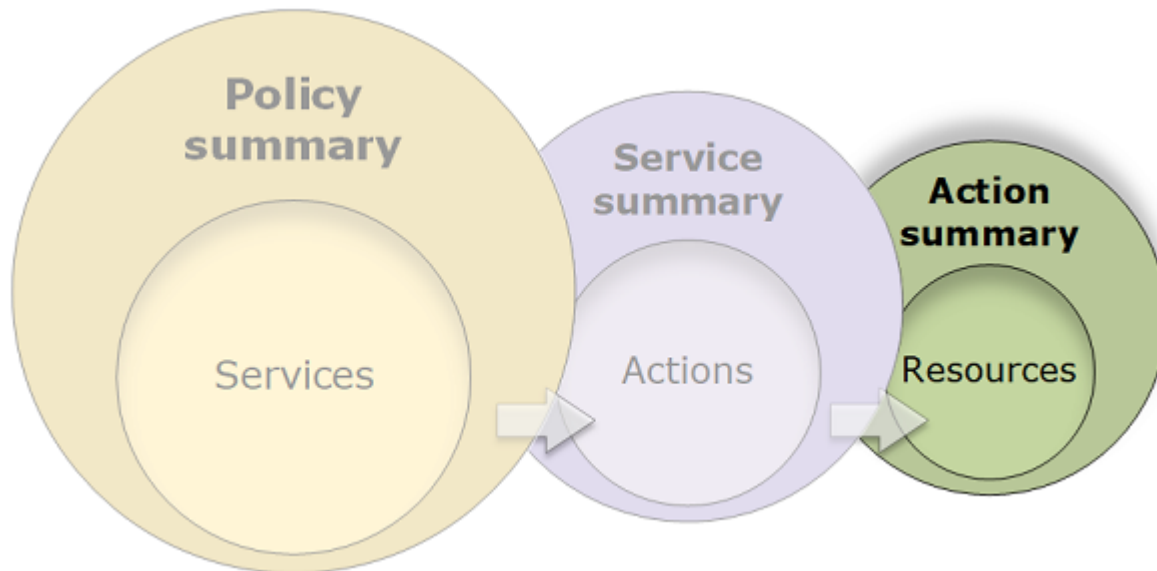 Policy
summary
Services
Service
summary
Actions
Action
summary
Resources